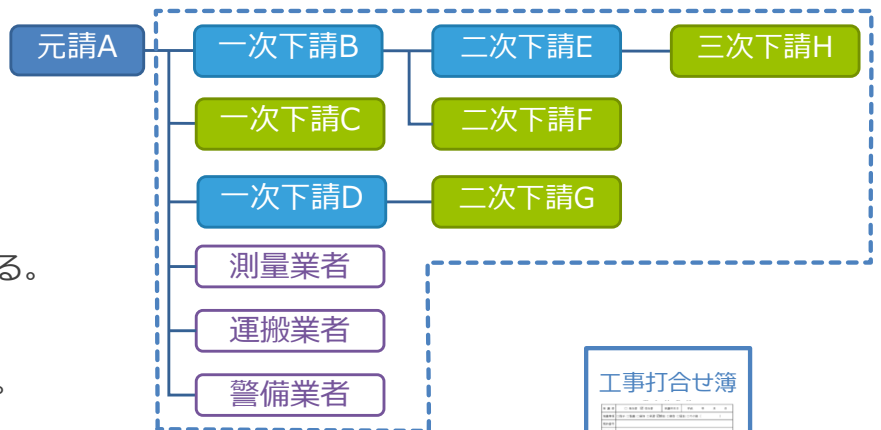 元請A
一次下請B
二次下請E
三次下請H
一次下請C
二次下請F
一次下請D
二次下請G
る。
測量業者
運搬業者
。
警備業者
工事打合せ簿